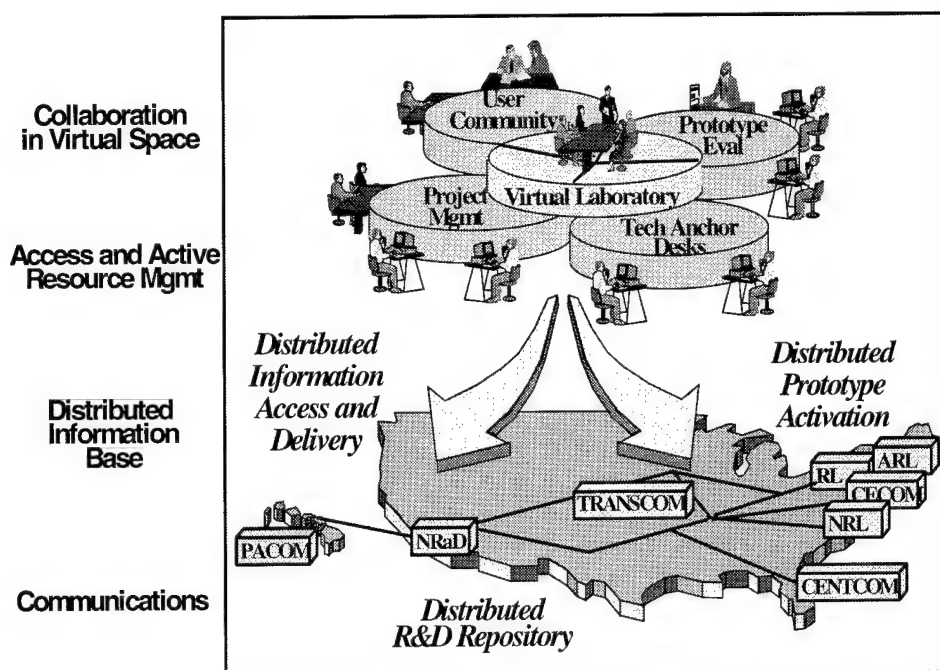 Collaboration
in Virtual Space
Access and Active
Resource Mgmt
Distributed
Information
Base
Communications
User
Community
Prototype
Eval
Virtual Laboratory
Project
Mgmt
Tech Anchor
Desks
Distributed
Information
Access and
Delivery
Distributed
Prototype
Activation
PACOM
NRaD
TRANSCOM
RL
ARL
CECOM
NRL
CENTCOM
Distributed
R&D Repository